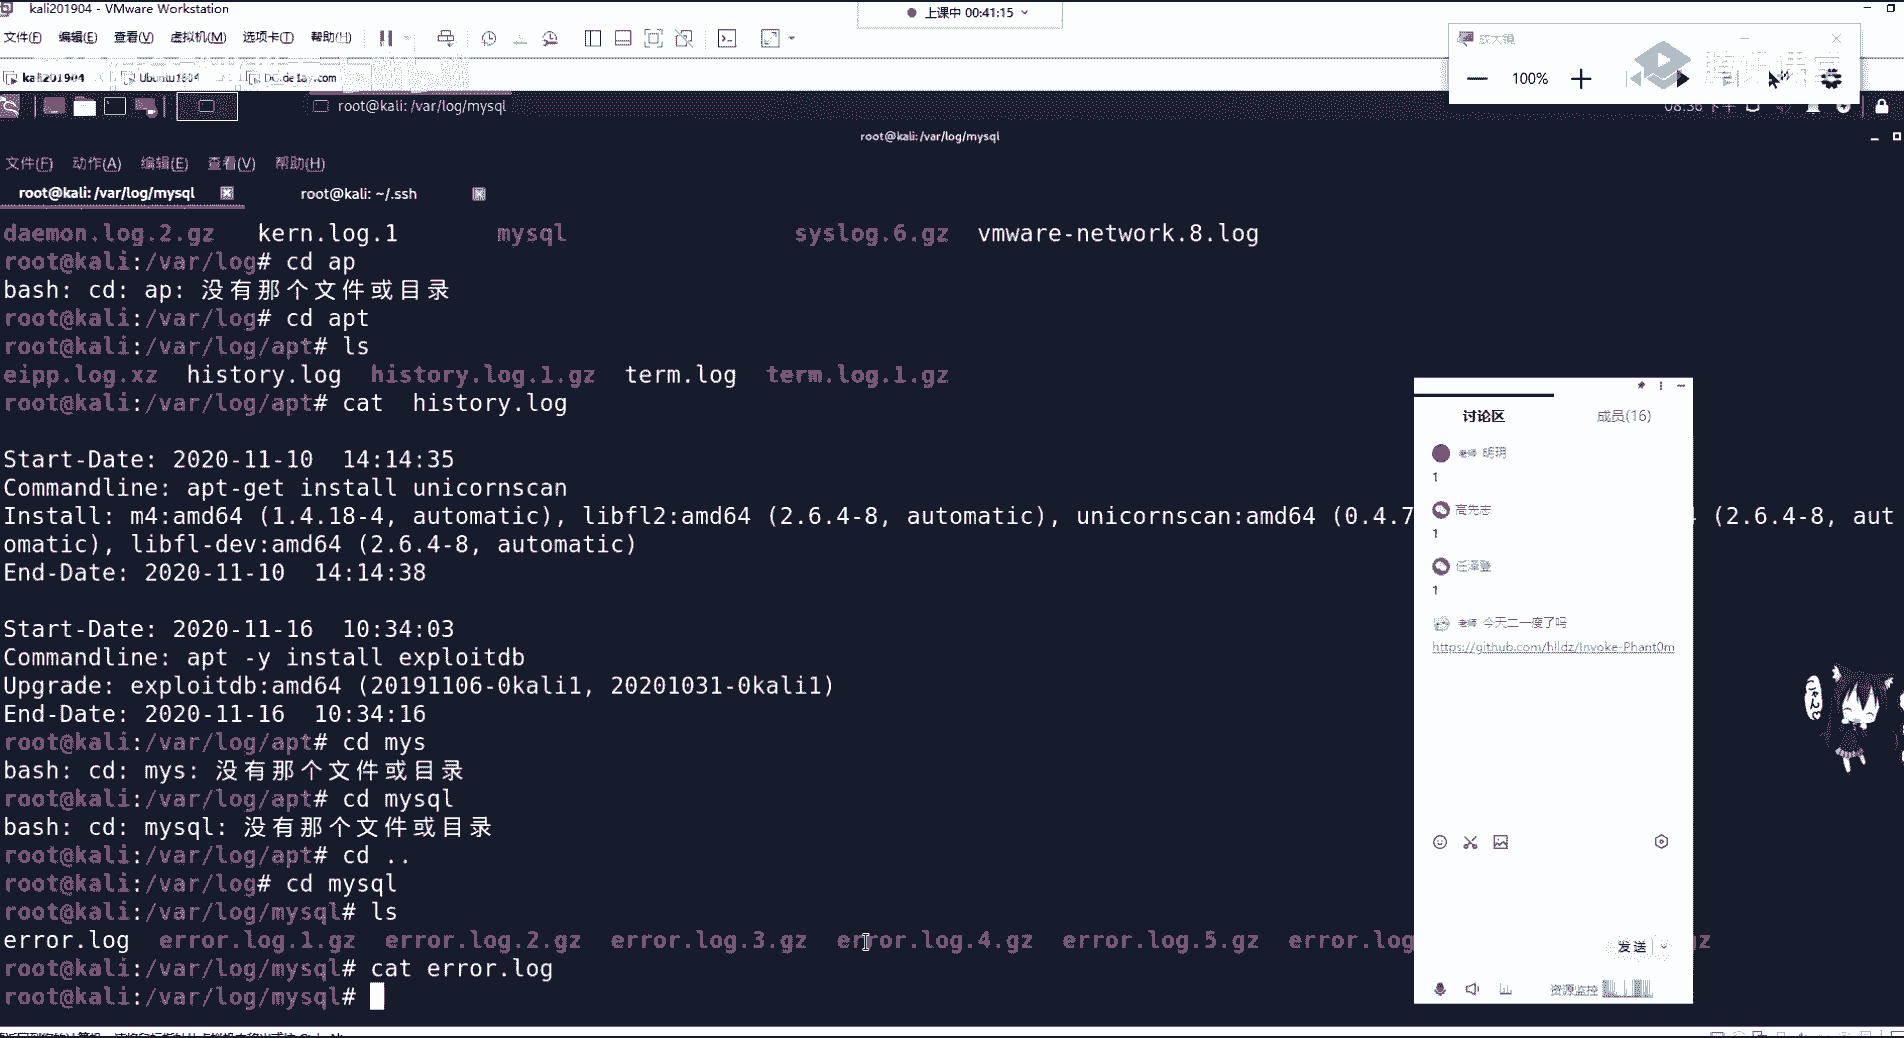 kali201904 - VMware Workstation
上课中 00:41:15
文件(F) 编辑(E) 查看(V) 虚拟机(M) 选项卡(T) 帮助(H)
放大镜
kali201904 Ubuntu1604
100%
root@kali: /var/log/mysql
root@kali: /var/log/mysql
文件(F) 动作(A) 编辑(E) 查看(V) 帮助(H)
root@kali: /var/log/mysql root@kali: ~/.ssh
daemon.log.2.gz kern.log.1 mysql syslog.6.gz vmware-network.8.log
root@kali:/var/log# cd ap
bash: cd: ap: 没有那个文件或目录
root@kali:/var/log# cd apt
root@kali:/var/log/apt# ls
eipp.log.xz history.log history.log.1.gz term.log term.log.1.gz
root@kali:/var/log/apt# cat  history.log
Start-Date: 2020-11-10  14:14:35
Commandline: apt-get install unicornscan
Install: m4:amd64 (1.4.18-4, automatic), libfl2:amd64 (2.6.4-8, automatic), unicornscan:amd64 (0.4.7 (2.6.4-8, aut
omatic), libfl-dev:amd64 (2.6.4-8, automatic)
End-Date: 2020-11-10  14:14:38
Start-Date: 2020-11-16  10:34:03
Commandline: apt -y install exploitdb
Upgrade: exploitdb:amd64 (20191106-0kali1, 20201031-0kali1)
End-Date: 2020-11-16  10:34:16
root@kali:/var/log/apt# cd mys
bash: cd: mys: 没有那个文件或目录
root@kali:/var/log/apt# cd mysql
bash: cd: mysql: 没有那个文件或目录
root@kali:/var/log/apt# cd ..
root@kali:/var/log# cd mysql
root@kali:/var/log/mysql# ls
error.log error.log.1.gz error.log.2.gz error.log.3.gz error.log.4.gz error.log.5.gz error.log
root@kali:/var/log/mysql# cat error.log
root@kali:/var/log/mysql#
讨论区 成员(16)
老师 明玥
1
高先志
1
任泽登
1
老师 今天二一度了吗
https://github.com/hlldz/Invoke-Phant0m
发送
资源监控